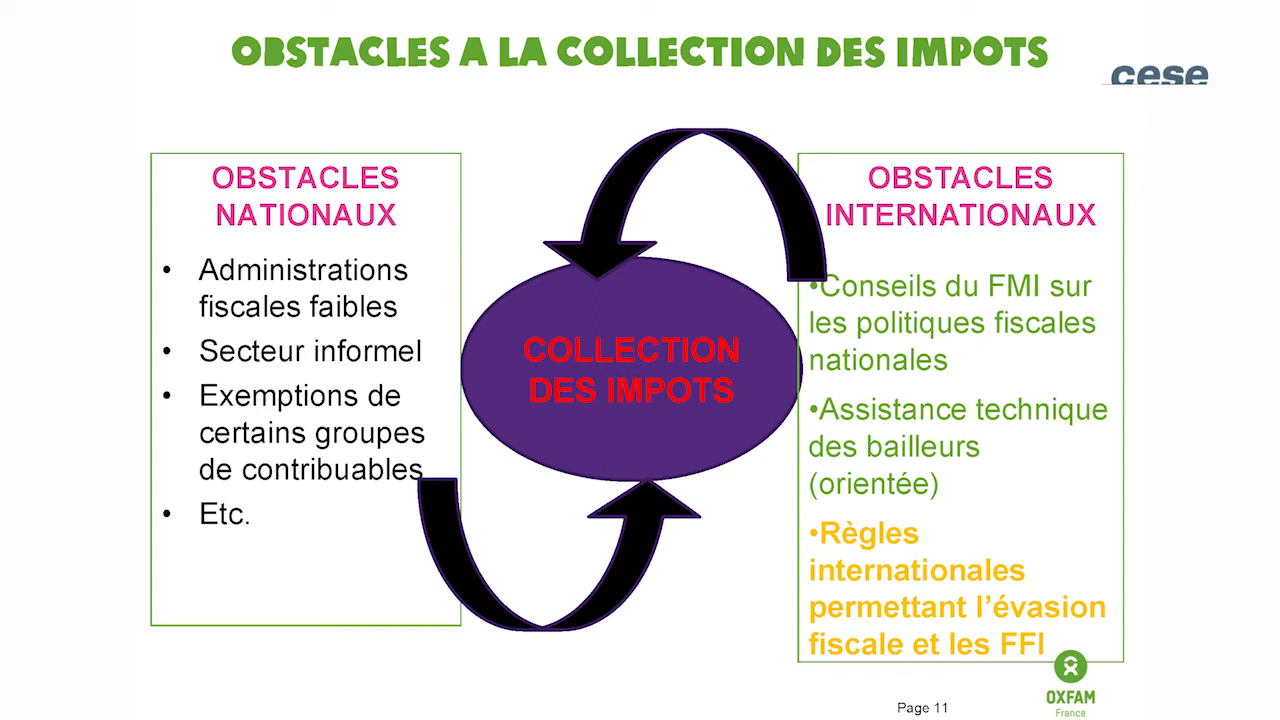 OBSTACLES A LA COLLECTION DES IMPOTS
cese
OBSTACLES
NATIONAUX
• Administrations
fiscales faibles
• Secteur informel
• Exemptions de
certains groupes
de contribuables
• Etc.
COLLECTION
DES IMPOTS
OBSTACLES
INTERNATIONAUX
•Conseils du FMI sur
les politiques fiscales
nationales
•Assistance technique
des bailleurs
(orientée)
•Règles
internationales
permettant l’évasion
fiscale et les FFI
OXFAM
France
Page 11